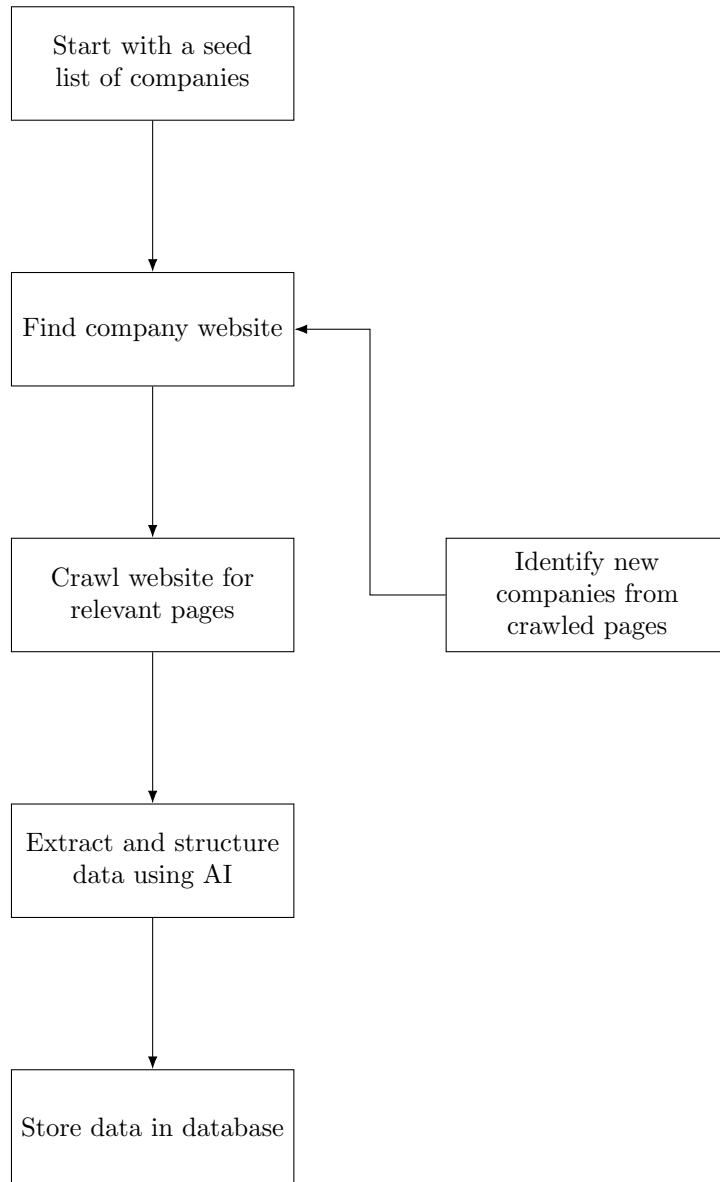 Start with a seed
list of companies
Find company website
Crawl website for
relevant pages
Identify new
companies from
crawled pages
Extract and structure
data using AI
Store data in database